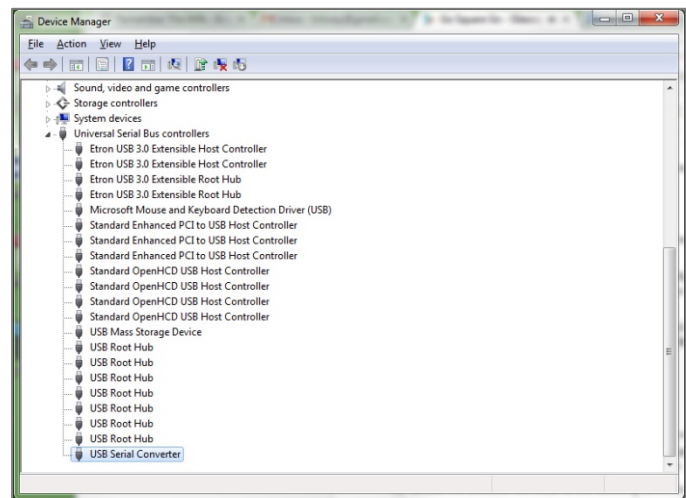 Device Manager
File Action View Help
Sound, video and game controllers
Storage controllers
System devices
Universal Serial Bus controllers
Etron USB 3.0 Extensible Host Controller
Etron USB 3.0 Extensible Host Controller
Etron USB 3.0 Extensible Root Hub
Etron USB 3.0 Extensible Root Hub
Microsoft Mouse and Keyboard Detection Driver (USB)
Standard Enhanced PCI to USB Host Controller
Standard Enhanced PCI to USB Host Controller
Standard Enhanced PCI to USB Host Controller
Standard OpenHCD USB Host Controller
Standard OpenHCD USB Host Controller
Standard OpenHCD USB Host Controller
Standard OpenHCD USB Host Controller
USB Mass Storage Device
USB Root Hub
USB Root Hub
USB Root Hub
USB Root Hub
USB Root Hub
USB Root Hub
USB Root Hub
USB Serial Converter